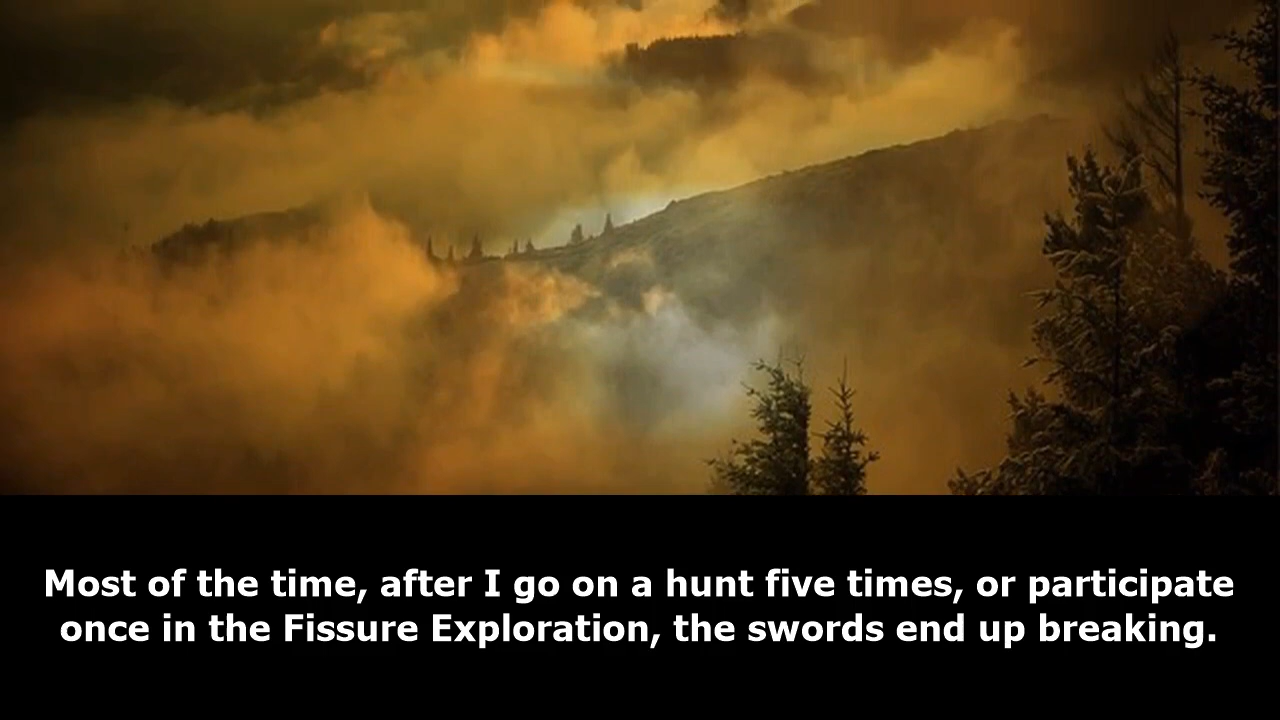 Most of the time, after I go on a hunt five times, or participate
once in the Fissure Exploration, the swords end up breaking.